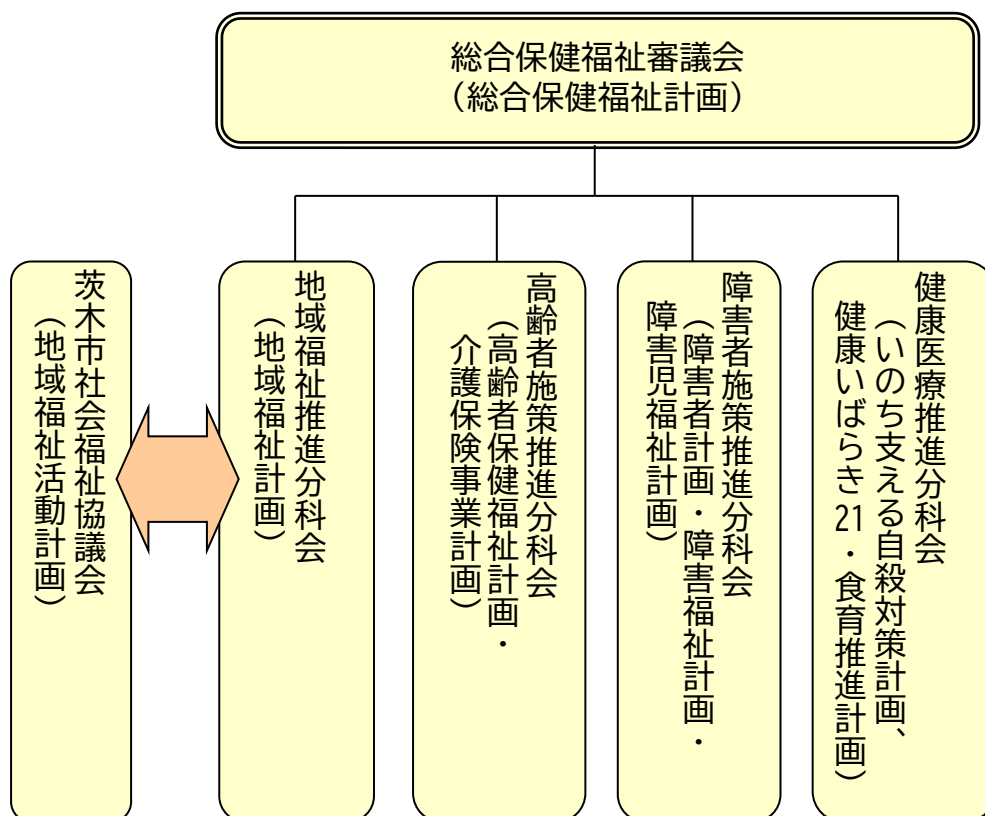 総合保健福祉審議会
（総合保健福祉計画）
茨木市社会福祉協議会
（地域福祉活動計画）
地域福祉推進分科会
（地域福祉計画）
高齢者施策推進分科会
（高齢者保健福祉計画・
介護保険事業計画）
障害者施策推進分科会
（障害者計画・障害福祉計画・
障害児福祉計画）
健康医療推進分科会
（いのち支える自殺対策計画、
健康いばらき21・食育推進計画）